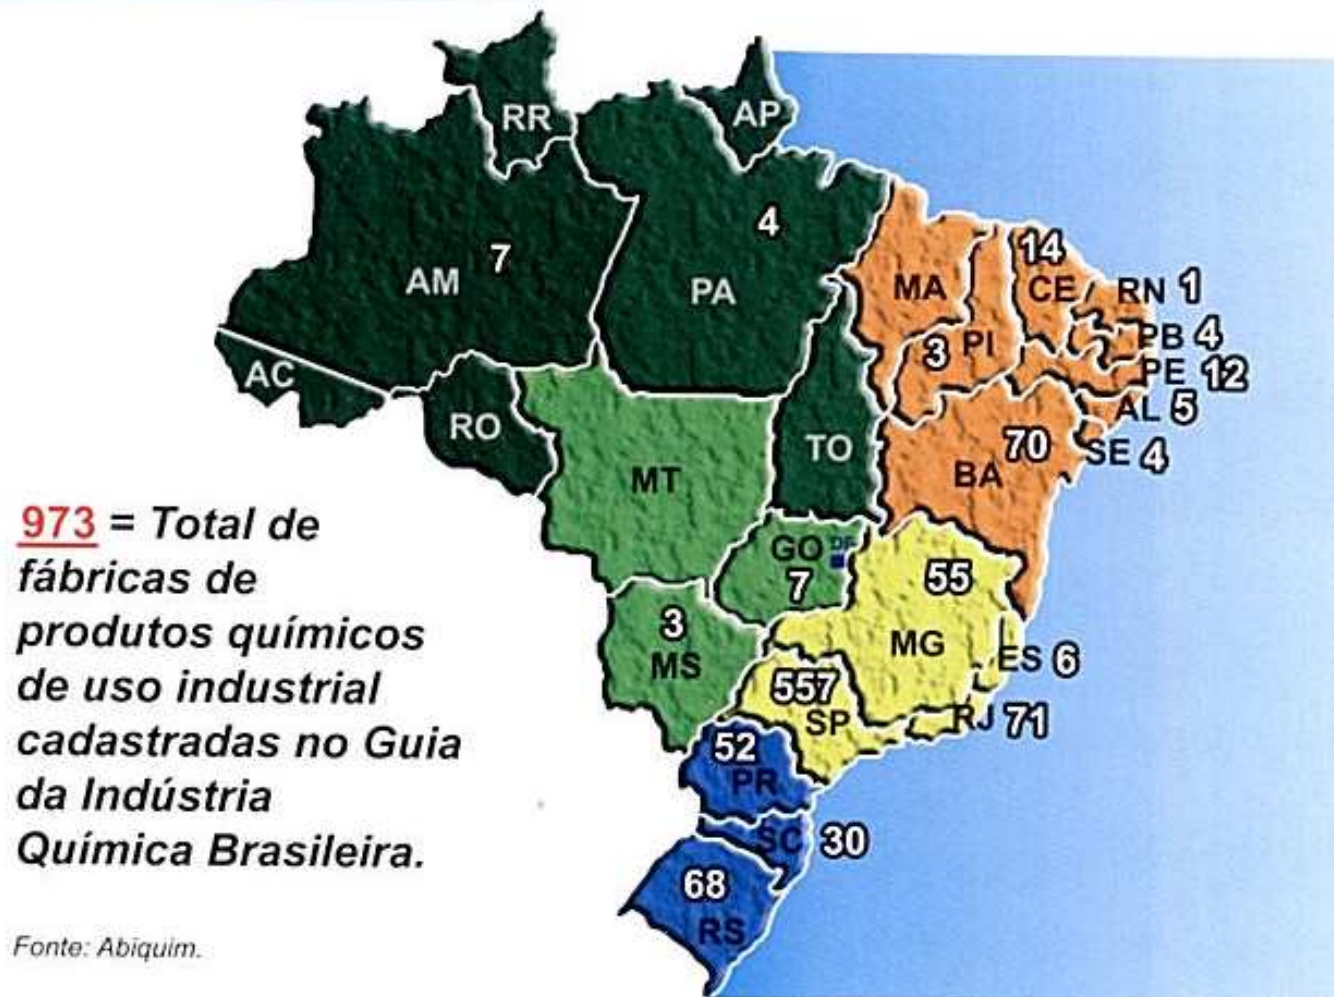 RR
AP
4
7
AM
PA
14
MA
CE
RN 1
PB 4
3 PI
PE 12
AC
AL 5
RO
TO
70
SE 4
BA
MT
973 = Total de
fábricas de
produtos químicos
de uso industrial
cadastradas no Guia
da Indústria
Química Brasileira.
GO DF
7
55
3
MS
MG
ES 6
557
SP
RJ 71
52
PR
SC 30
68
RS
Fonte: Abiquim.